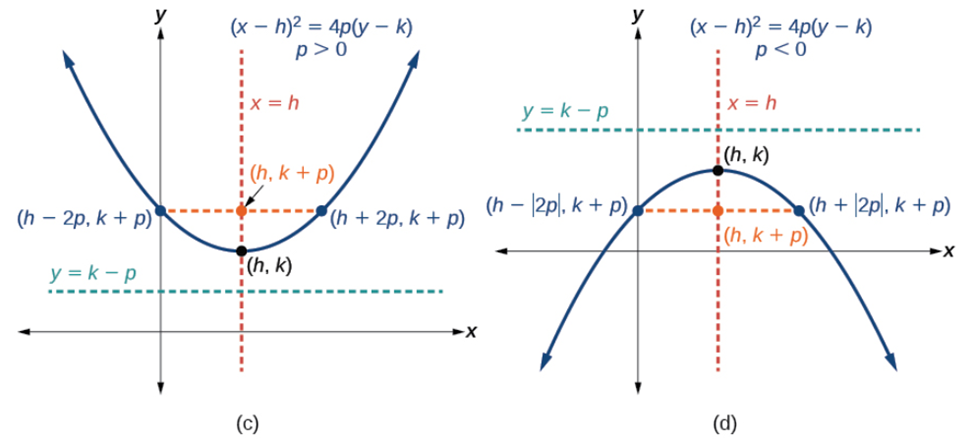 y
(x − h)² = 4p(y − k)
p > 0
x = h
(h, k + p)
(h − 2p, k + p)
(h + 2p, k + p)
(h, k)
y = k − p
x
(c)
y
(x − h)² = 4p(y − k)
p < 0
x = h
y = k − p
(h, k)
(h − |2p|, k + p)
(h + |2p|, k + p)
(h, k + p)
x
(d)